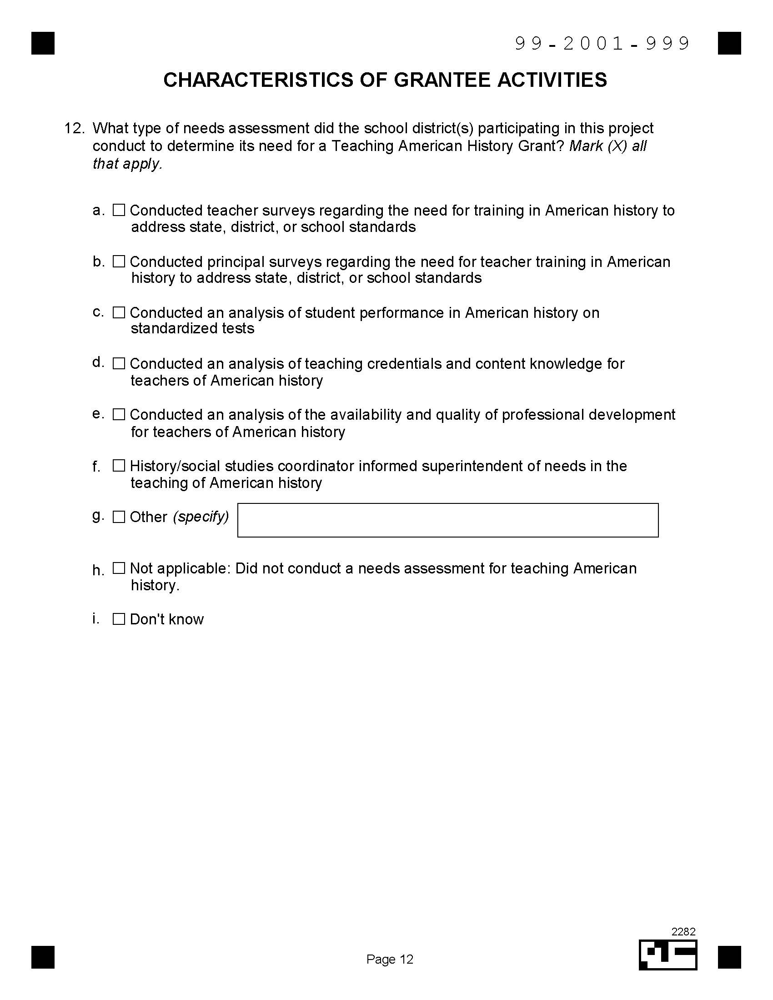 99-2001-999
CHARACTERISTICS OF GRANTEE ACTIVITIES
12. What type of needs assessment did the school district(s) participating in this project
conduct to determine its need for a Teaching American History Grant? Mark (X) all
that apply.
a. Conducted teacher surveys regarding the need for training in American history to
address state, district, or school standards
b. Conducted principal surveys regarding the need for teacher training in American
history to address state, district, or school standards
c. Conducted an analysis of student performance in American history on
standardized tests
d. Conducted an analysis of teaching credentials and content knowledge for
teachers of American history
e. Conducted an analysis of the availability and quality of professional development
for teachers of American history
f. History/social studies coordinator informed superintendent of needs in the
teaching of American history
g. Other (specify)
h. Not applicable: Did not conduct a needs assessment for teaching American
history.
i. Don't know
2282
Page 12